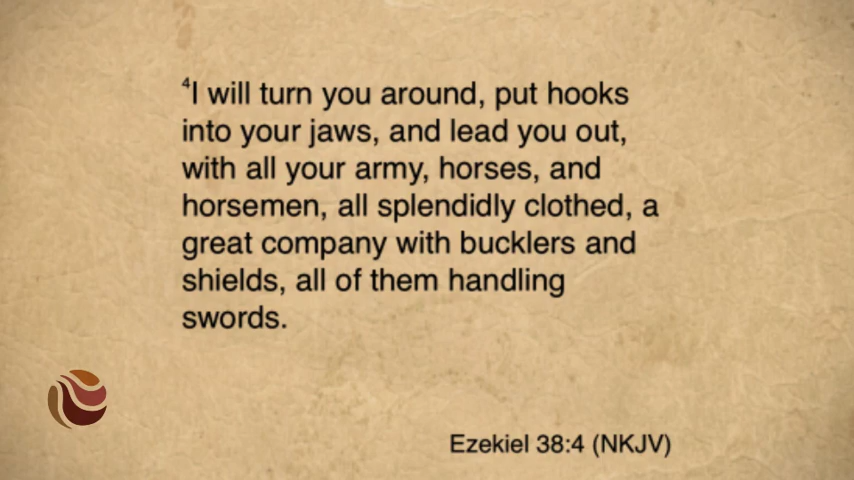 ⁴I will turn you around, put hooks
into your jaws, and lead you out,
with all your army, horses, and
horsemen, all splendidly clothed, a
great company with bucklers and
shields, all of them handling
swords.
Ezekiel 38:4 (NKJV)